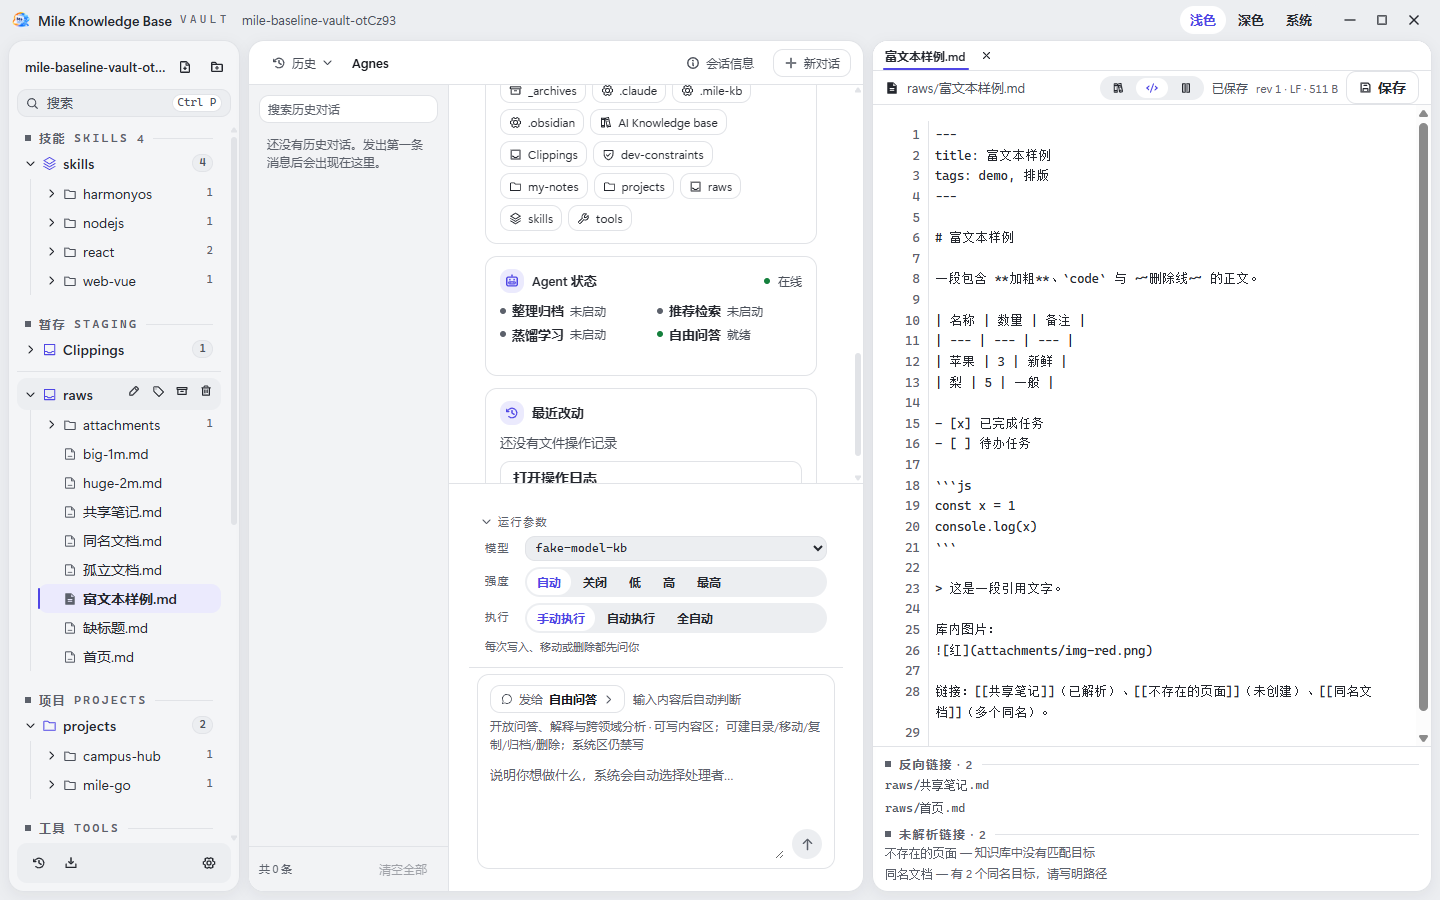 Mile Knowledge Base VAULT mile-baseline-vault-otCz93
浅色 深色 系统
mile-baseline-vault-ot...
搜索 Ctrl P
技能 SKILLS 4
skills 4
harmonyos 1
nodejs 1
react 2
web-vue 1
暂存 STAGING
Clippings 1
raws
attachments 1
big-1m.md
huge-2m.md
共享笔记.md
同名文档.md
孤立文档.md
富文本样例.md
缺标题.md
首页.md
项目 PROJECTS
projects 2
campus-hub 1
mile-go 1
工具 TOOLS
历史 Agnes
会话信息 新对话
搜索历史对话
还没有历史对话。发出第一条
消息后会出现在这里。
共 0 条 清空全部
_archives .claude .mile-kb
.obsidian AI Knowledge base
Clippings dev-constraints
my-notes projects raws
skills tools
Agent 状态 在线
整理归档 未启动 推荐检索 未启动
蒸馏学习 未启动 自由问答 就绪
最近改动
还没有文件操作记录
打开操作日志
运行参数
模型 fake-model-kb
强度 自动 关闭 低 高 最高
执行 手动执行 自动执行 全自动
每次写入、移动或删除都先问你
发给 自由问答 输入内容后自动判断
开放问答、解释与跨领域分析 · 可写内容区；可建目录/移动/复
制/归档/删除；系统区仍禁写
说明你想做什么，系统会自动选择处理者...
富文本样例.md
raws/富文本样例.md 已保存 rev 1 · LF · 511 B 保存
1 ---
2 title: 富文本样例
3 tags: demo, 排版
4 ---
5
6 # 富文本样例
7
8 一段包含 **加粗**、`code` 与 ~~删除线~~ 的正文。
9
10 | 名称 | 数量 | 备注 |
11 | --- | --- | --- |
12 | 苹果 | 3 | 新鲜 |
13 | 梨 | 5 | 一般 |
14
15 - [x] 已完成任务
16 - [ ] 待办任务
17
18 ```js
19 const x = 1
20 console.log(x)
21 ```
22
23 > 这是一段引用文字。
24
25 库内图片:
26 ![红](attachments/img-red.png)
27
28 链接: [[共享笔记]]（已解析）、[[不存在的页面]]（未创建）、[[同名文
档]]（多个同名）。
29
反向链接 · 2
raws/共享笔记.md
raws/首页.md
未解析链接 · 2
不存在的页面 — 知识库中没有匹配目标
同名文档 — 有 2 个同名目标，请写明路径